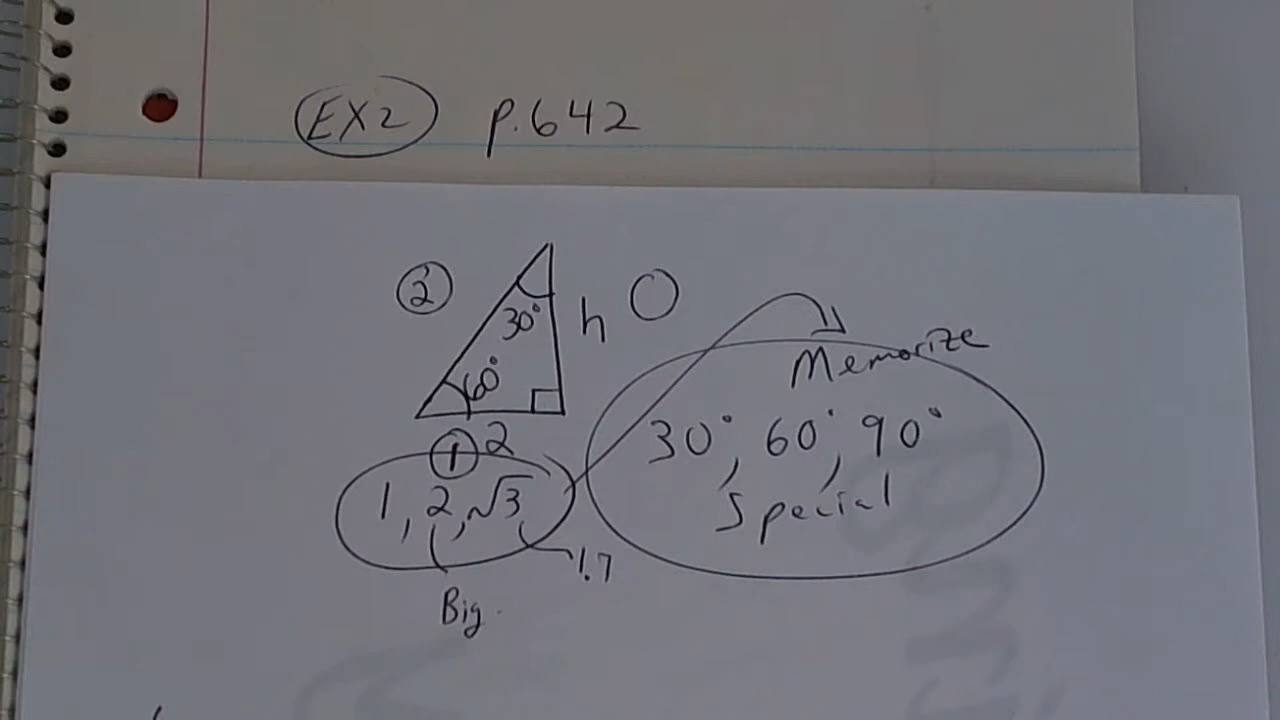 EX2 p.642
2 30° h
60°
1 2
Memorize
30°, 60°, 90°
Special
1, 2, √3
1.7
Big